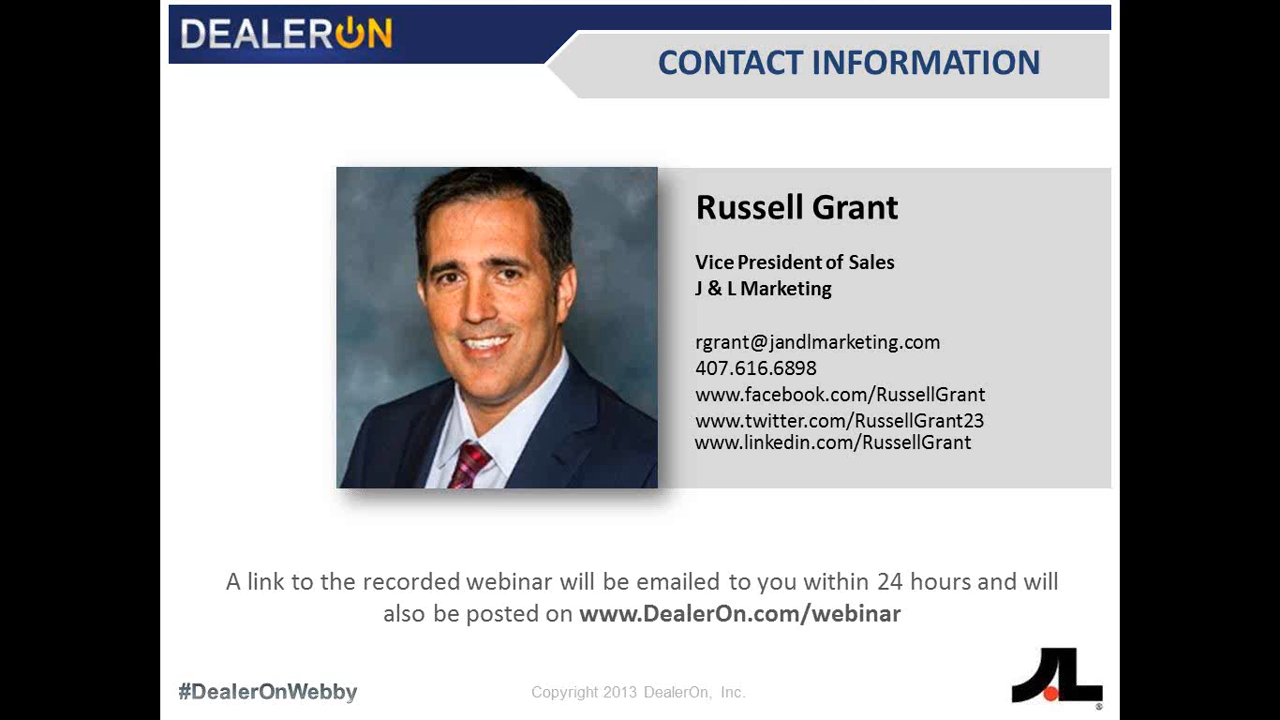 DEALERON
CONTACT INFORMATION
Russell Grant
Vice President of Sales
J & L Marketing
rgrant@jandlmarketing.com
407.616.6898
www.facebook.com/RussellGrant
www.twitter.com/RussellGrant23
www.linkedin.com/RussellGrant
A link to the recorded webinar will be emailed to you within 24 hours and will
also be posted on www.DealerOn.com/webinar
#DealerOnWebby
Copyright 2013 DealerOn, Inc.
JL
®